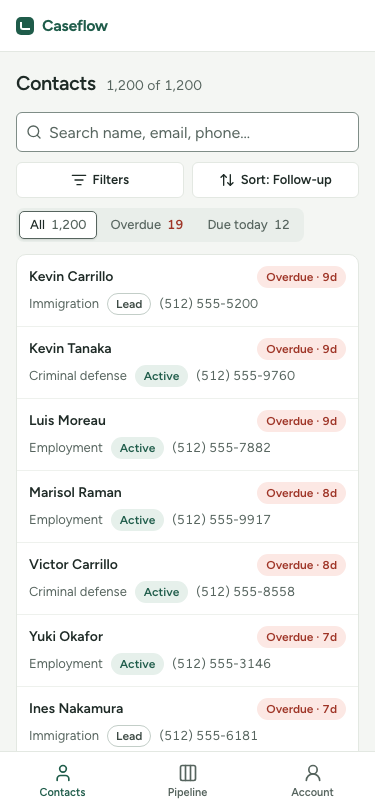 Caseflow
Contacts 1,200 of 1,200
Search name, email, phone...
Filters Sort: Follow-up
All 1,200 Overdue 19 Due today 12
Kevin Carrillo Overdue · 9d
Immigration Lead (512) 555-5200
Kevin Tanaka Overdue · 9d
Criminal defense Active (512) 555-9760
Luis Moreau Overdue · 9d
Employment Active (512) 555-7882
Marisol Raman Overdue · 8d
Employment Active (512) 555-9917
Victor Carrillo Overdue · 8d
Criminal defense Active (512) 555-8558
Yuki Okafor Overdue · 7d
Employment Active (512) 555-3146
Ines Nakamura Overdue · 7d
Immigration Lead (512) 555-6181
Contacts Pipeline Account